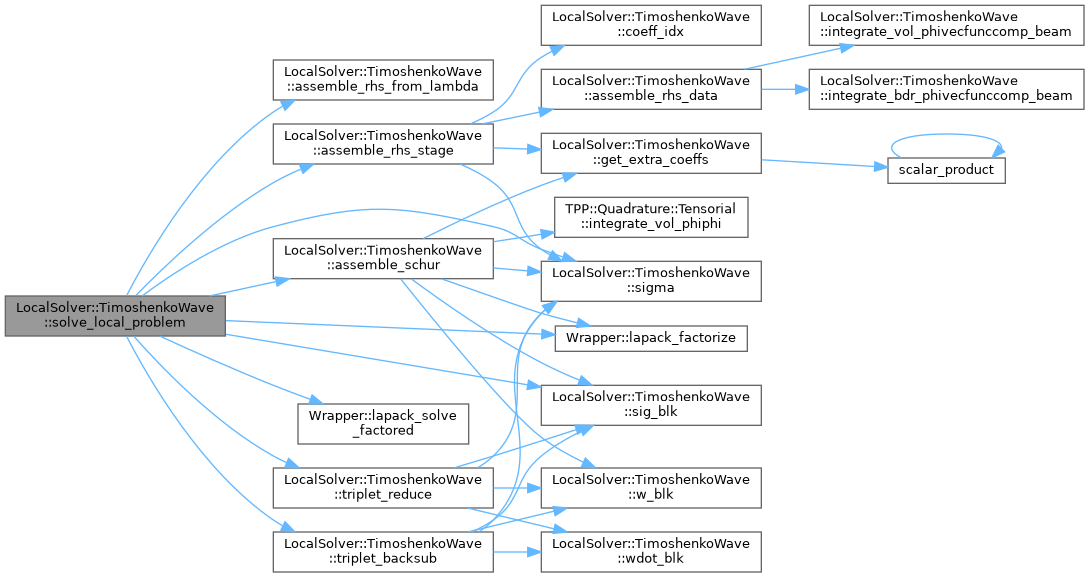 LocalSolver::TimoshenkoWave
::solve_local_problem
LocalSolver::TimoshenkoWave
::assemble_rhs_from_lambda
LocalSolver::TimoshenkoWave
::assemble_rhs_stage
LocalSolver::TimoshenkoWave
::assemble_schur
Wrapper::lapack_solve
_factored
LocalSolver::TimoshenkoWave
::triplet_reduce
LocalSolver::TimoshenkoWave
::triplet_backsub
LocalSolver::TimoshenkoWave
::coeff_idx
LocalSolver::TimoshenkoWave
::assemble_rhs_data
LocalSolver::TimoshenkoWave
::get_extra_coeffs
TPP::Quadrature::Tensorial
::integrate_vol_phiphi
LocalSolver::TimoshenkoWave
::sigma
Wrapper::lapack_factorize
LocalSolver::TimoshenkoWave
::sig_blk
LocalSolver::TimoshenkoWave
::w_blk
LocalSolver::TimoshenkoWave
::wdot_blk
LocalSolver::TimoshenkoWave
::integrate_vol_phivecfunccomp_beam
LocalSolver::TimoshenkoWave
::integrate_bdr_phivecfunccomp_beam
scalar_product